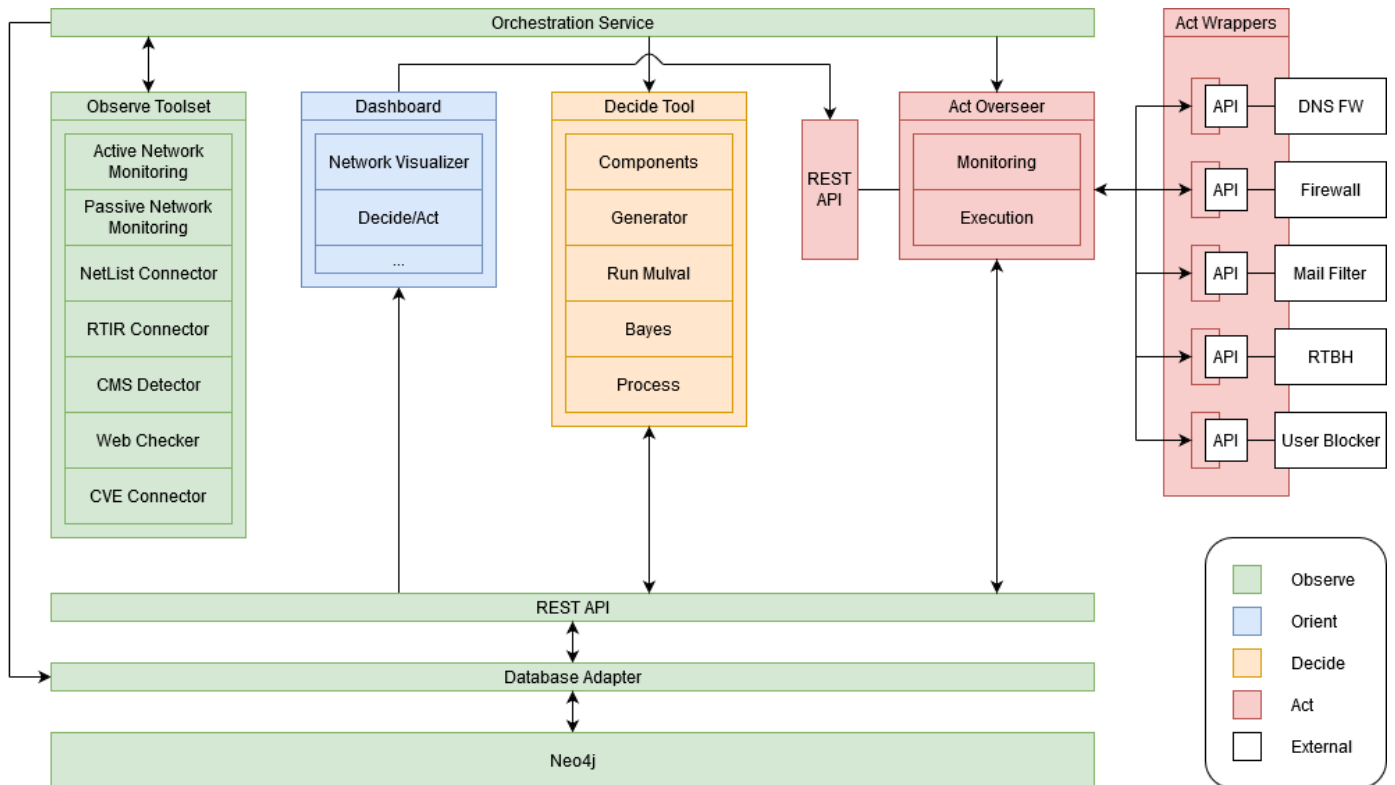 Orchestration Service
Act Wrappers
Observe Toolset
Active Network
Monitoring
Passive Network
Monitoring
NetList Connector
RTIR Connector
CMS Detector
Web Checker
CVE Connector
Dashboard
Network Visualizer
Decide/Act
...
Decide Tool
Components
Generator
Run Mulval
Bayes
Process
REST
API
Act Overseer
Monitoring
Execution
API
DNS FW
API
Firewall
API
Mail Filter
API
RTBH
API
User Blocker
REST API
Database Adapter
Neo4j
Observe
Orient
Decide
Act
External